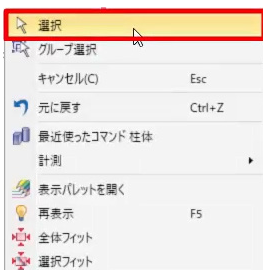 選択
グループ選択
キャンセル(C) Esc
元に戻す Ctrl+Z
最近使ったコマンド 柱体
計測
表示パレットを開く
再表示 F5
全体フィット
選択フィット